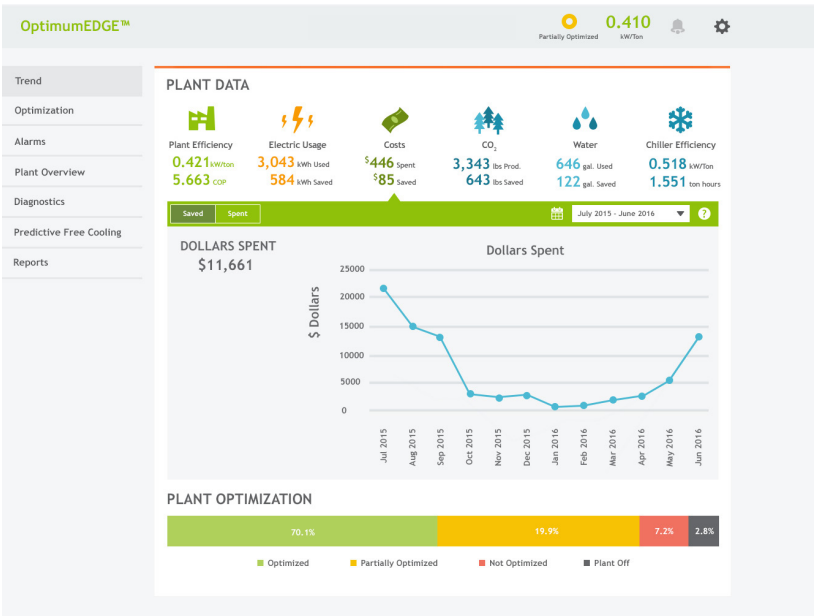 OptimumEDGE™
0.410
Partially Optimized
kW/Ton
Trend
Optimization
Alarms
Plant Overview
Diagnostics
Predictive Free Cooling
Reports
PLANT DATA
Plant Efficiency
0.421 kW/ton
5.663 COP
Electric Usage
3,043 kWh Used
584 kWh Saved
Costs
$446 Spent
$85 Saved
CO2
3,343 lbs Prod.
643 lbs Saved
Water
646 gal. Used
122 gal. Saved
Chiller Efficiency
0.518 kW/Ton
1.551 ton hours
Saved Spent
July 2015 - June 2016 ?
DOLLARS SPENT
$11,661
Dollars Spent
$ Dollars
25000
20000
15000
10000
5000
0
Jul 2015
Aug 2015
Sep 2015
Oct 2015
Nov 2015
Dec 2015
Jan 2016
Feb 2016
Mar 2016
Apr 2016
May 2016
Jun 2016
PLANT OPTIMIZATION
70.1% 19.9% 7.2% 2.8%
Optimized Partially Optimized Not Optimized Plant Off